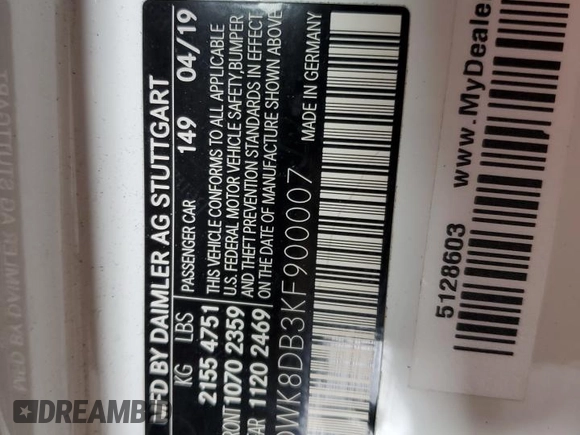 MFD BY DAIMLER AG STUTTGART
KG LBS PASSENGER CAR 149 04/19
2155 4751 THIS VEHICLE CONFORMS TO ALL APPLICABLE
FRONT 1070 2359 U.S. FEDERAL MOTOR VEHICLE SAFETY, BUMPER
REAR 1120 2469 AND THEFT PREVENTION STANDARDS IN EFFECT
ON THE DATE OF MANUFACTURE SHOWN ABOVE
WK8DB3KF900007 MADE IN GERMANY
5128603 www.MyDeale
DREAMBID